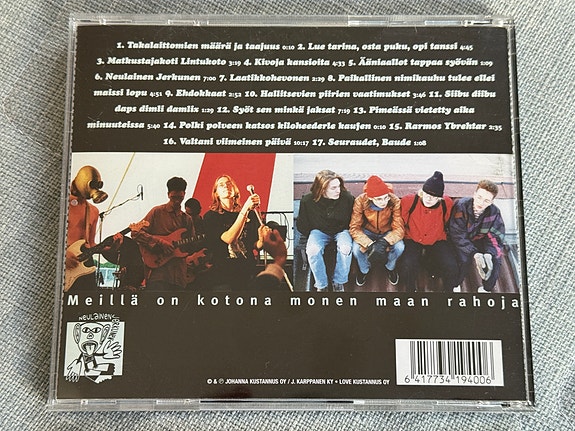 1. Takalaittomien määrä ja taajuus 0:10 2. Lue tarina, osta puku, opi tanssi 4:45
3. Matkustajakoti Lintukoto 3:19 4. Kivoja kansioita 4:33 5. Ääniaallot tappaa syövän 1:09
6. Neulainen Jerkunen 7:00 7. Laatikkohevonen 2:29 8. Paikallinen nimikauhu tulee ellei
maissi lopu 4:51 9. Ehdokkaat 2:52 10. Hallitsevien piirien vaatimukset 3:46 11. Siibu diibu
daps dimli damlix 1:20 12. Syöt sen minkä jaksat 7:19 13. Pimeässä vietetty aika
minuuteissa 5:40 14. Polki polveen katsos kiloheederle kaujen 0:10 15. Rarmos Ybrehtar 2:35
16. Valtani viimeinen päivä 10:17 17. Seuraudet, Baude 1:08
Meillä on kotona monen maan rahoja
NEULAINEN
JERKUNEN
© & ℗ JOHANNA KUSTANNUS OY / J. KARPPANEN KY • LOVE KUSTANNUS OY
6 417734 194006